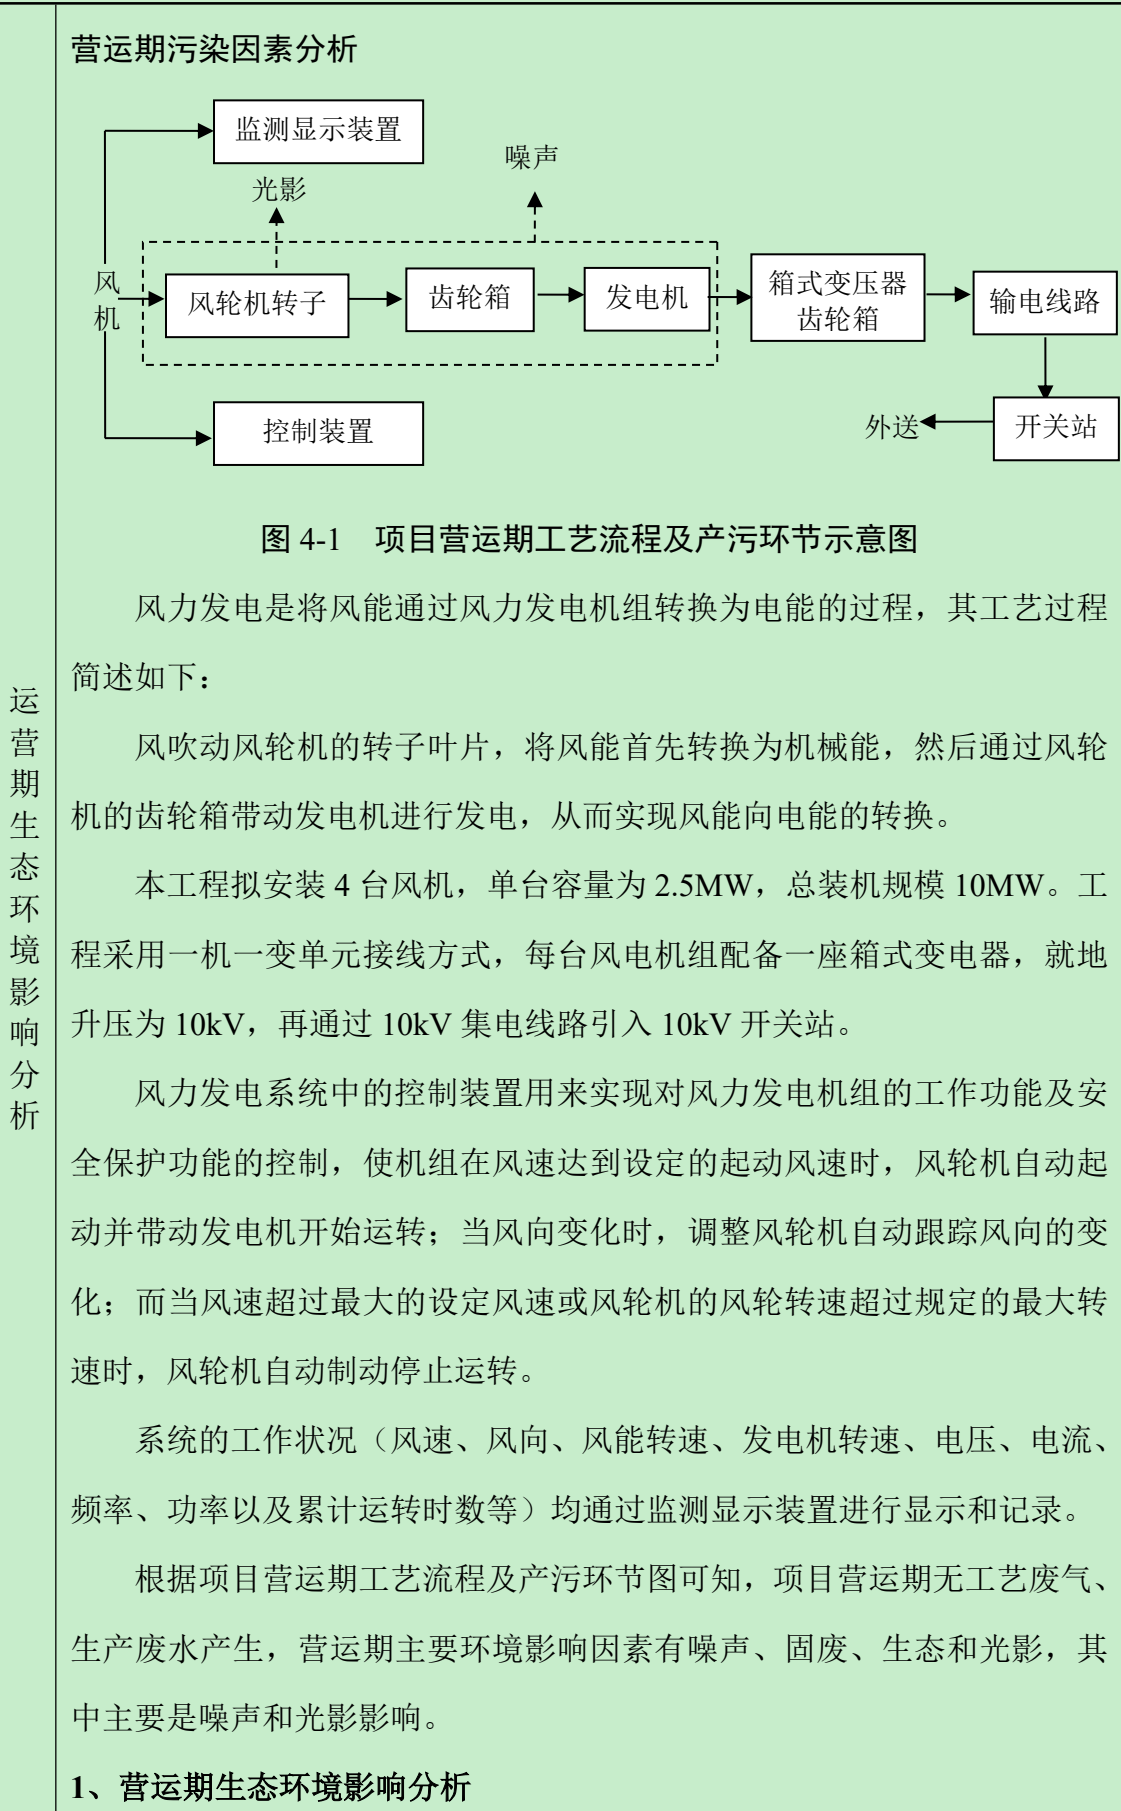 营运期污染因素分析
监测显示装置
噪声
光影
风机
风轮机转子
齿轮箱
发电机
箱式变压器
齿轮箱
输电线路
控制装置
外送
开关站
图 4-1 项目营运期工艺流程及产污环节示意图
风力发电是将风能通过风力发电机组转换为电能的过程，其工艺过程
简述如下：
风吹动风轮机的转子叶片，将风能首先转换为机械能，然后通过风轮
机的齿轮箱带动发电机进行发电，从而实现风能向电能的转换。
本工程拟安装 4 台风机，单台容量为 2.5MW，总装机规模 10MW。工
程采用一机一变单元接线方式，每台风电机组配备一座箱式变电器，就地
升压为 10kV，再通过 10kV 集电线路引入 10kV 开关站。
风力发电系统中的控制装置用来实现对风力发电机组的工作功能及安
全保护功能的控制，使机组在风速达到设定的起动风速时，风轮机自动起
动并带动发电机开始运转；当风向变化时，调整风轮机自动跟踪风向的变
化；而当风速超过最大的设定风速或风轮机的风轮转速超过规定的最大转
速时，风轮机自动制动停止运转。
系统的工作状况（风速、风向、风能转速、发电机转速、电压、电流、
频率、功率以及累计运转时数等）均通过监测显示装置进行显示和记录。
根据项目营运期工艺流程及产污环节图可知，项目营运期无工艺废气、
生产废水产生，营运期主要环境影响因素有噪声、固废、生态和光影，其
中主要是噪声和光影影响。
1、营运期生态环境影响分析
运营期生态环境影响分析